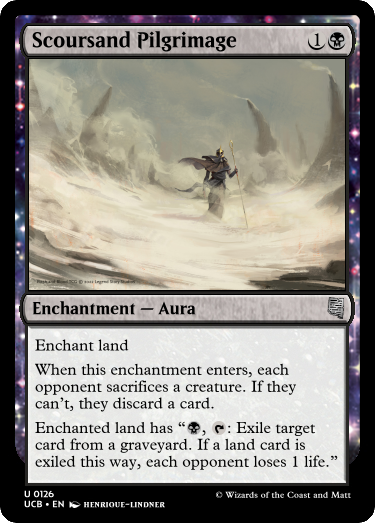 Scoursand Pilgrimage 1
Enchantment — Aura
Enchant land
When this enchantment enters, each
opponent sacrifices a creature. If they
can't, they discard a card.
Enchanted land has “, : Exile target
card from a graveyard. If a land card is
exiled this way, each opponent loses 1 life.”
U 0126
UCB • EN HENRIQUE-LINDNER
© Wizards of the Coast and Matt